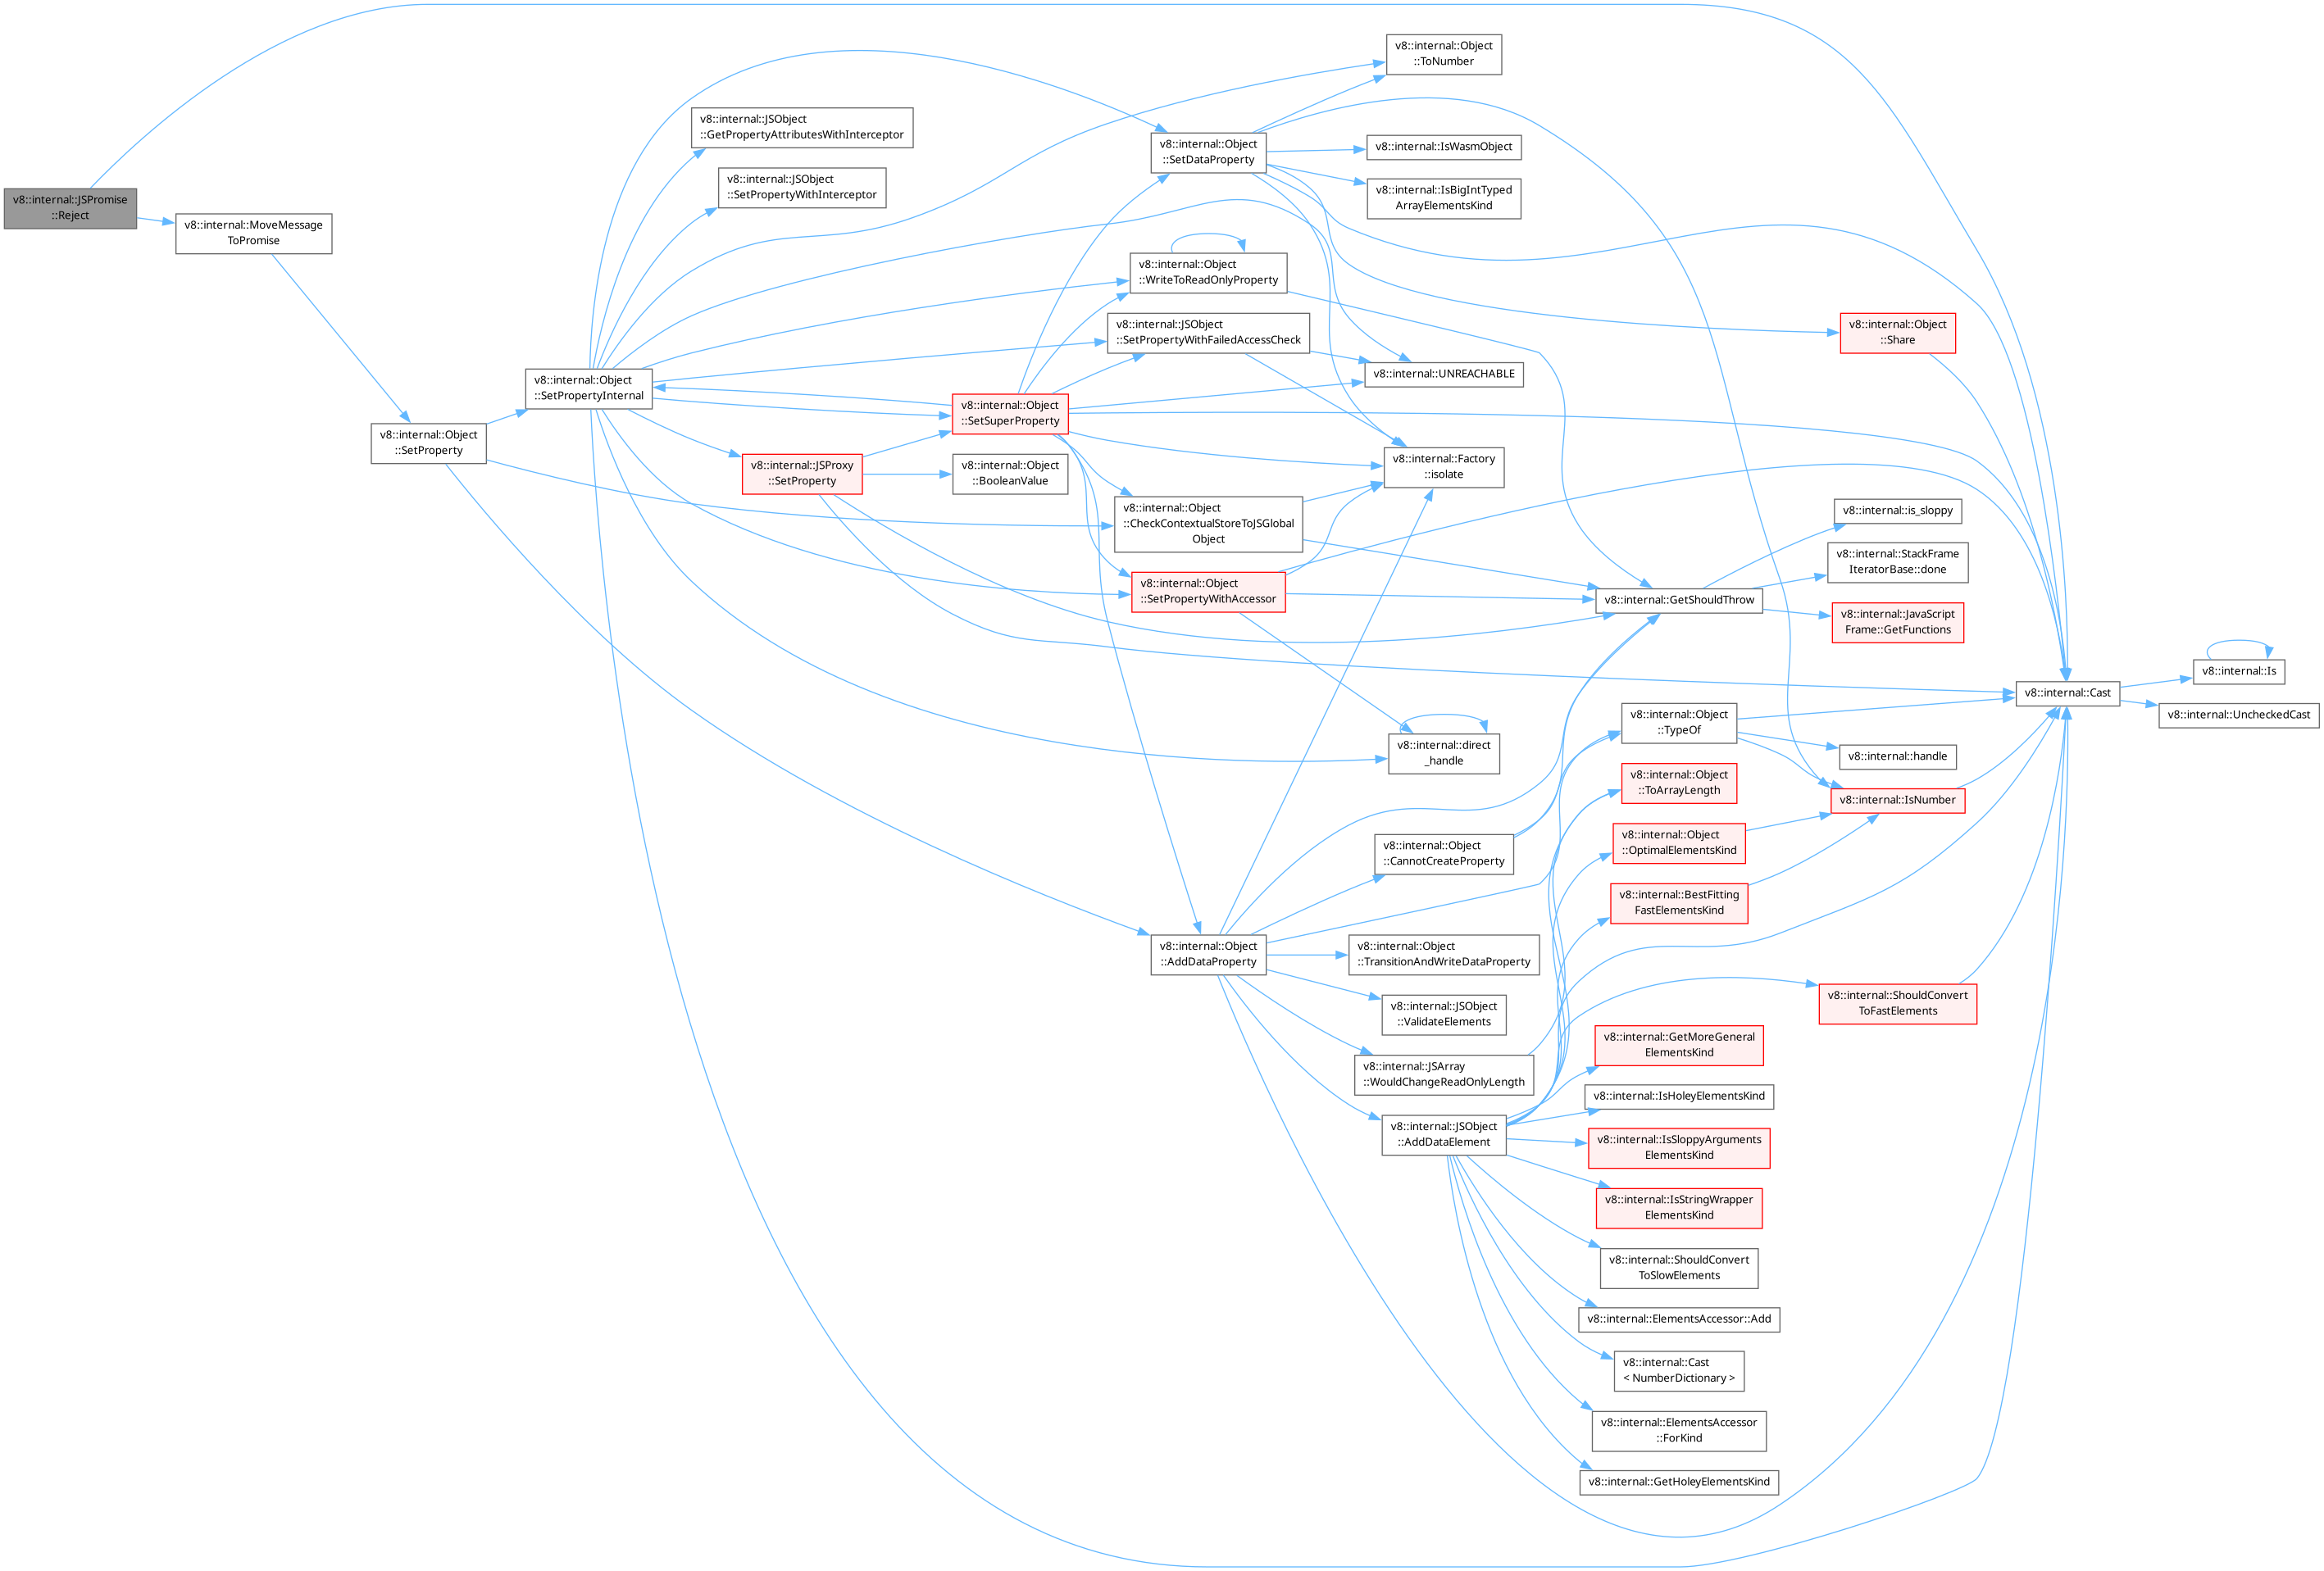 v8::internal::JSPromise
::Reject
v8::internal::MoveMessage
ToPromise
v8::internal::Object
::SetProperty
v8::internal::Object
::SetPropertyInternal
v8::internal::JSObject
::GetPropertyAttributesWithInterceptor
v8::internal::JSObject
::SetPropertyWithInterceptor
v8::internal::JSProxy
::SetProperty
v8::internal::Object
::SetSuperProperty
v8::internal::Object
::BooleanValue
v8::internal::Object
::SetDataProperty
v8::internal::Object
::WriteToReadOnlyProperty
v8::internal::JSObject
::SetPropertyWithFailedAccessCheck
v8::internal::Object
::CheckContextualStoreToJSGlobal
Object
v8::internal::Object
::SetPropertyWithAccessor
v8::internal::Object
::AddDataProperty
v8::internal::Object
::ToNumber
v8::internal::IsWasmObject
v8::internal::IsBigIntTyped
ArrayElementsKind
v8::internal::UNREACHABLE
v8::internal::Factory
::isolate
v8::internal::direct
_handle
v8::internal::Object
::CannotCreateProperty
v8::internal::Object
::TransitionAndWriteDataProperty
v8::internal::JSObject
::ValidateElements
v8::internal::JSArray
::WouldChangeReadOnlyLength
v8::internal::JSObject
::AddDataElement
v8::internal::GetShouldThrow
v8::internal::Object
::TypeOf
v8::internal::Object
::ToArrayLength
v8::internal::Object
::OptimalElementsKind
v8::internal::BestFitting
FastElementsKind
v8::internal::GetMoreGeneral
ElementsKind
v8::internal::IsHoleyElementsKind
v8::internal::IsSloppyArguments
ElementsKind
v8::internal::IsStringWrapper
ElementsKind
v8::internal::ShouldConvert
ToSlowElements
v8::internal::ElementsAccessor::Add
v8::internal::Cast
< NumberDictionary >
v8::internal::ElementsAccessor
::ForKind
v8::internal::GetHoleyElementsKind
v8::internal::Object
::Share
v8::internal::is_sloppy
v8::internal::StackFrame
IteratorBase::done
v8::internal::JavaScript
Frame::GetFunctions
v8::internal::handle
v8::internal::IsNumber
v8::internal::ShouldConvert
ToFastElements
v8::internal::Cast
v8::internal::Is
v8::internal::UncheckedCast